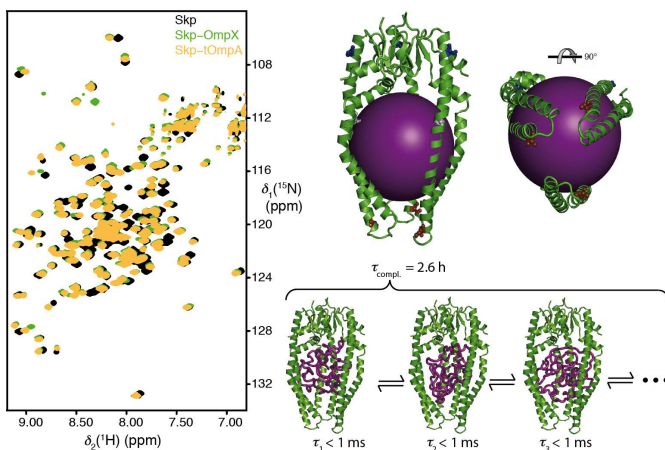 Skp
Skp-OmpX
Skp-tOmpA
108
112
116
120
124
128
132
δ₁(¹⁵N)
(ppm)
9.00 8.50 8.00 7.50 7.00
δ₂(¹H) (ppm)
90°
τcompl. = 2.6 h
τ₁ < 1 ms τ₂ < 1 ms τ₃ < 1 ms